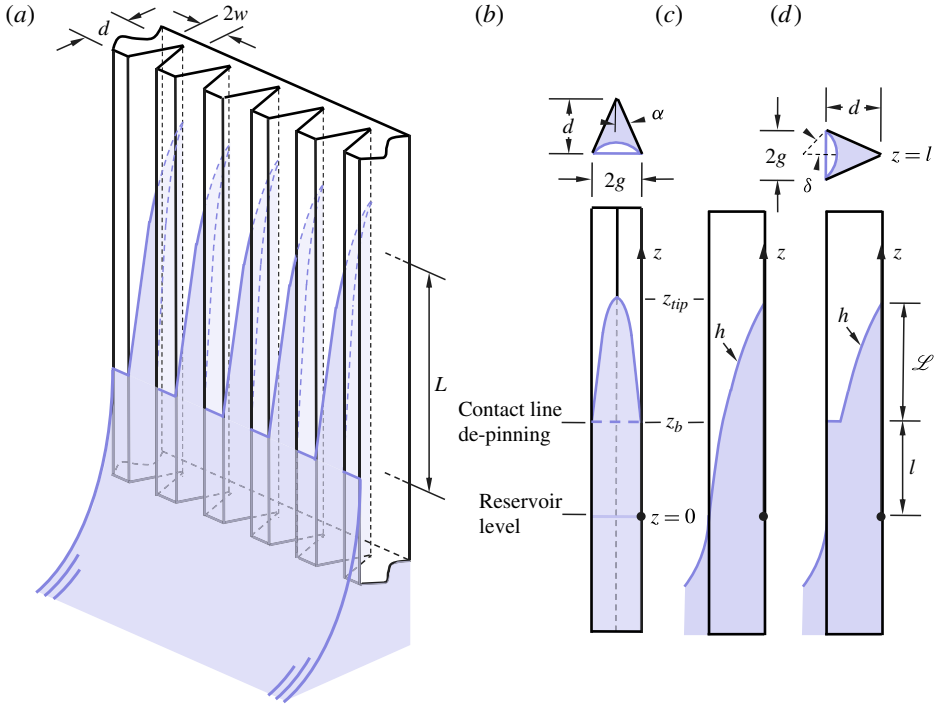 (a)
d
2w
L
(b)
d
α
2g
z
z_tip
Contact line
de-pinning
z_b
Reservoir
level
z = 0
(c)
z
h
(d)
d
2g
z = l
δ
z
h
ℒ
l